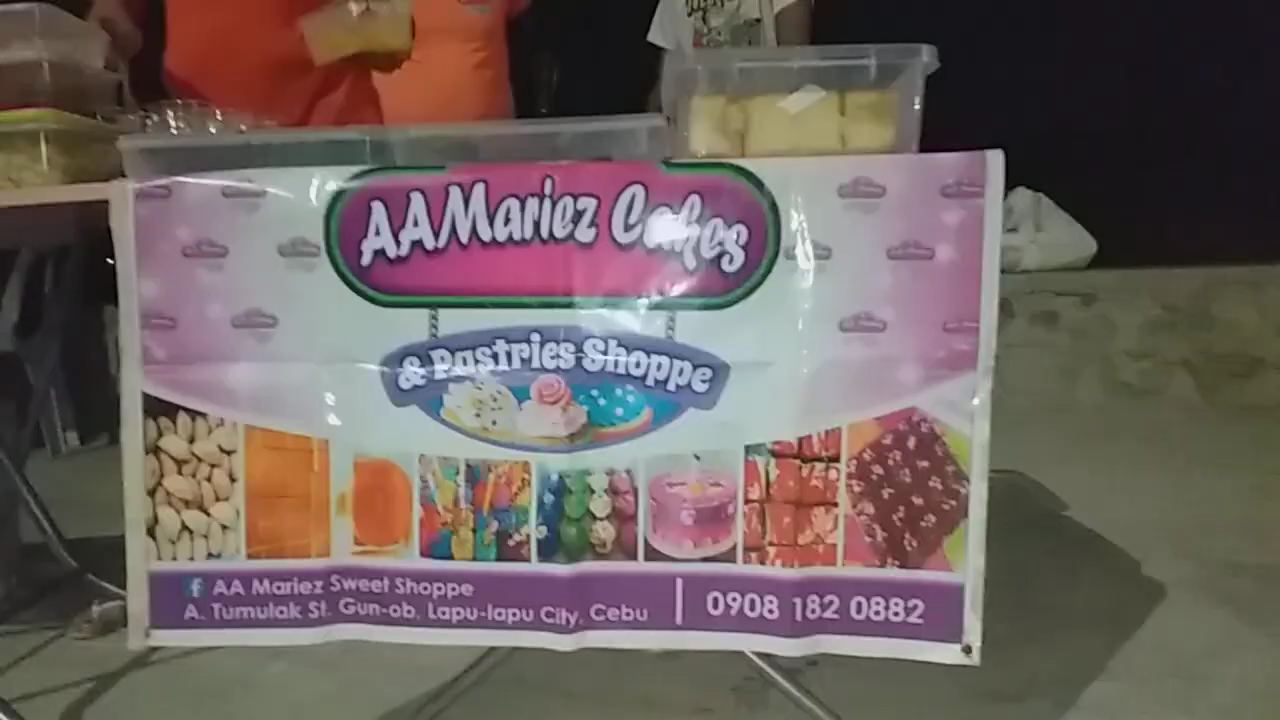 AAMariez Cakes
& Pastries Shoppe
f AA Mariez Sweet Shoppe
A. Tumulak St. Gun-ob, Lapu-lapu City, Cebu
0908 182 0882